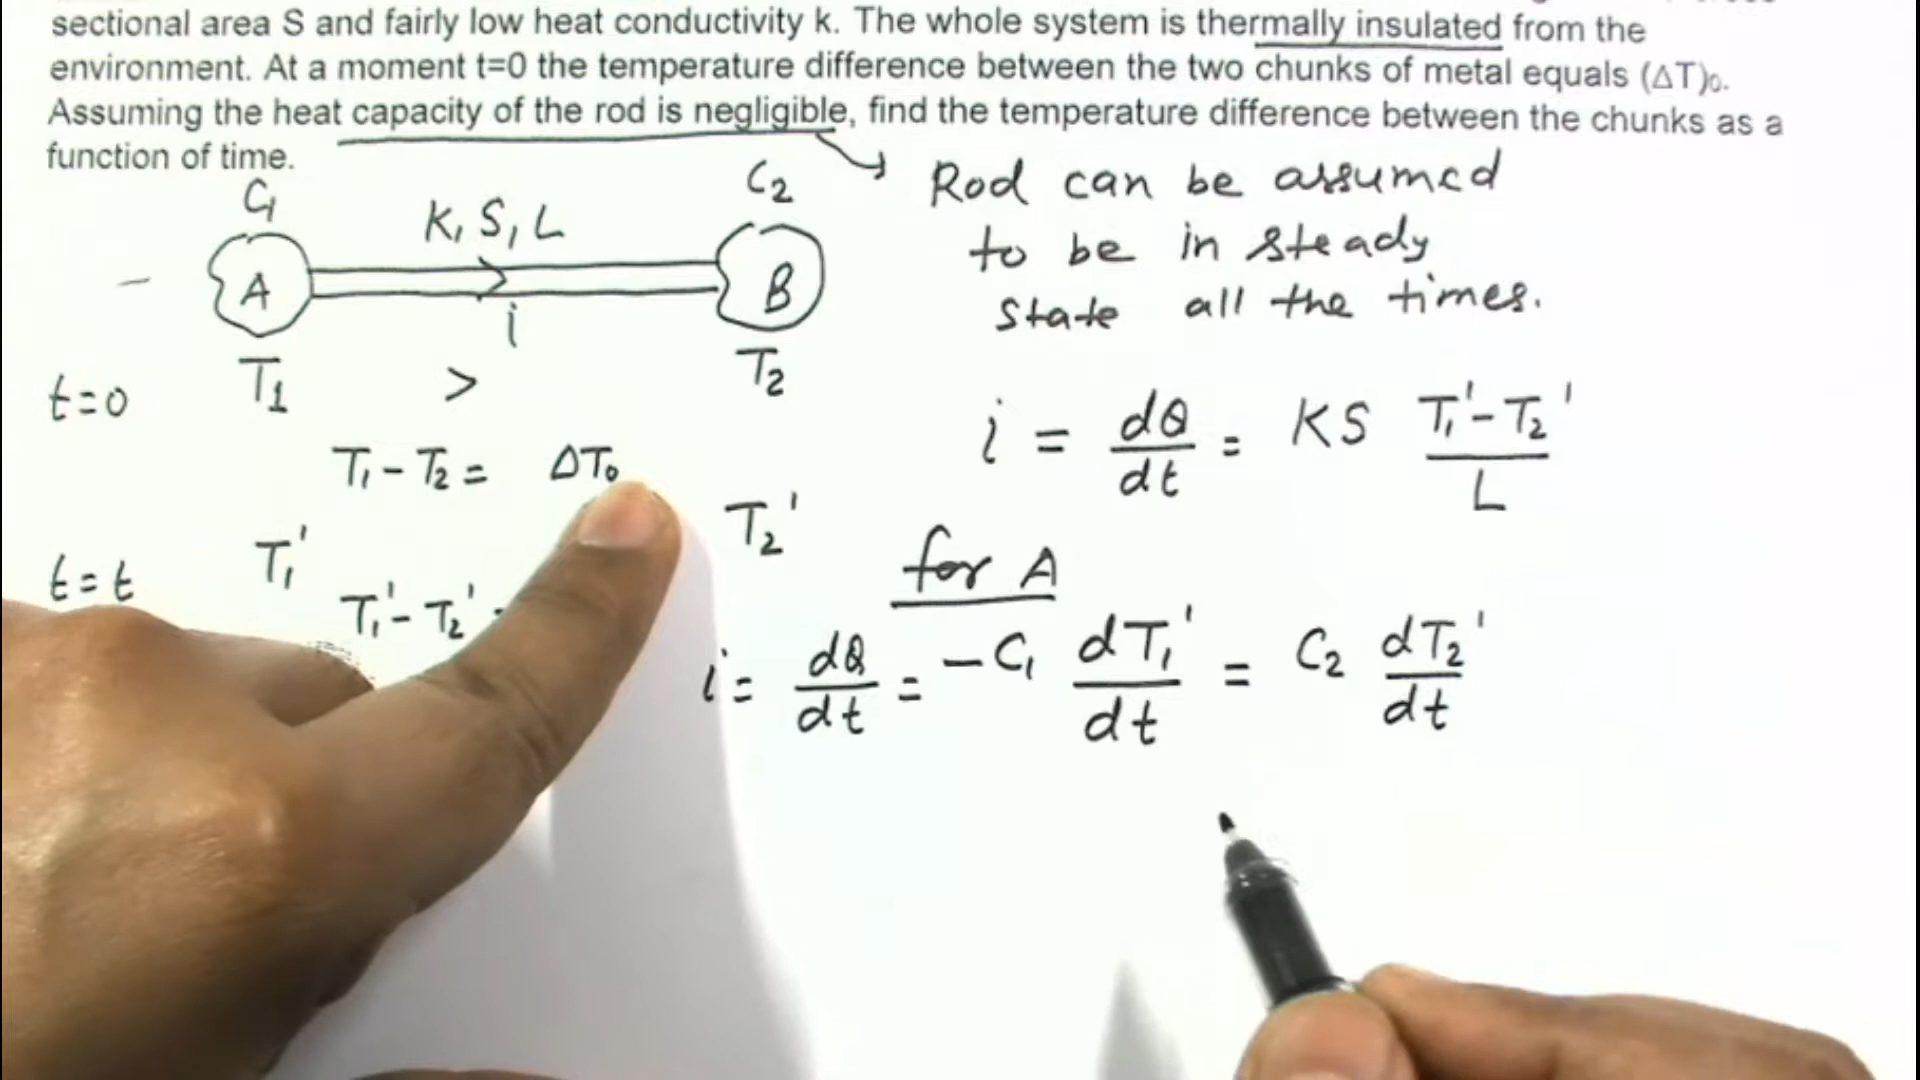 sectional area S and fairly low heat conductivity k. The whole system is thermally insulated from the
environment. At a moment t=0 the temperature difference between the two chunks of metal equals (ΔT)₀.
Assuming the heat capacity of the rod is negligible, find the temperature difference between the chunks as a
function of time.
C₁ C₂
K, S, L
A B
i
t=0 T₁ > T₂
T₁ - T₂ = ΔT₀
t=t T₁' T₂'
T₁' - T₂'
Rod can be assumed
to be in steady
state all the times.
i = dQ/dt = KS (T₁' - T₂')/L
for A
i = dQ/dt = -C₁ dT₁'/dt = C₂ dT₂'/dt